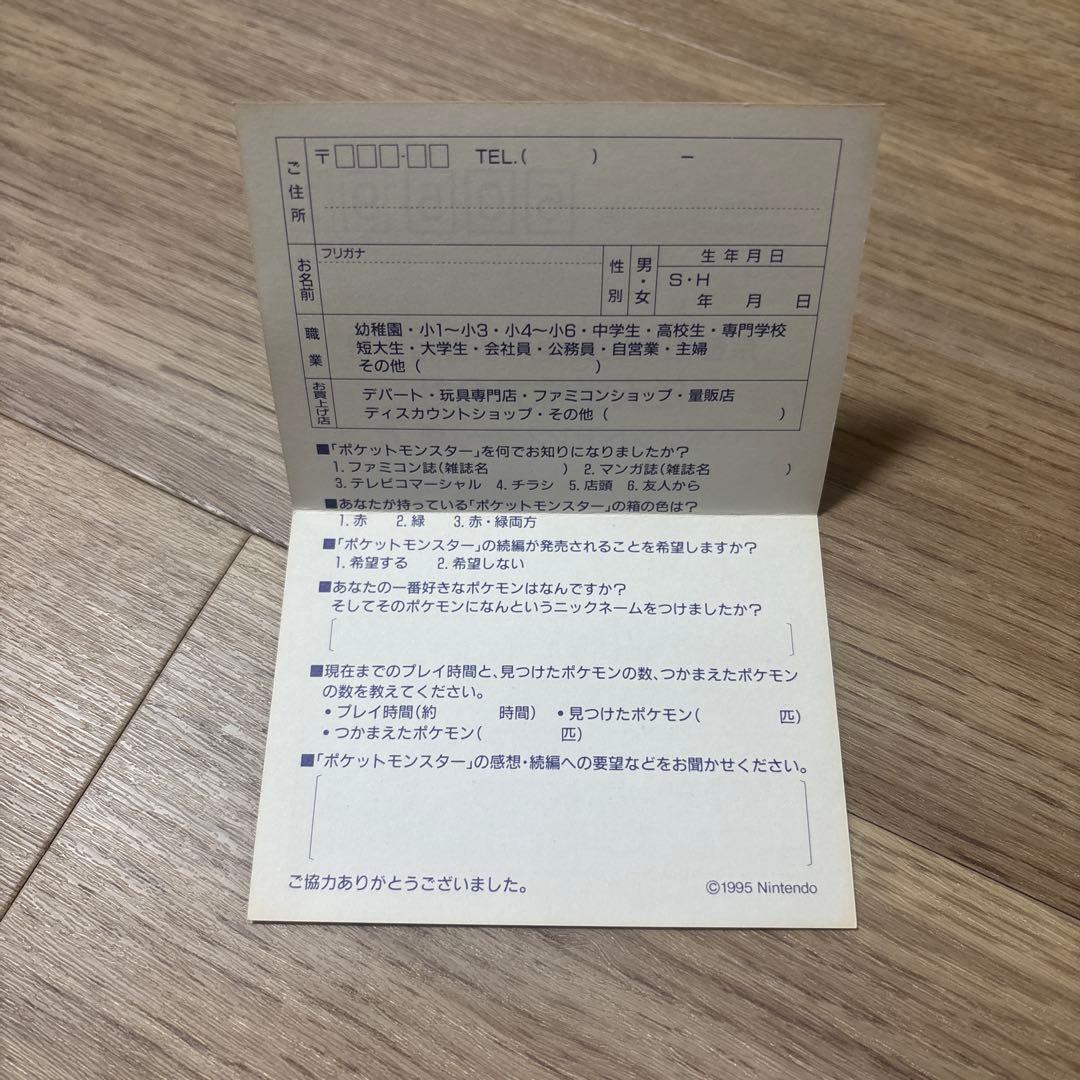 ご住所
〒□□□-□□ TEL.( ) －
フリガナ
お名前
性別
男・女
生年月日
S・H
年 月 日
職業
幼稚園・小1～小3・小4～小6・中学生・高校生・専門学校
短大生・大学生・会社員・公務員・自営業・主婦
その他( )
お買上げ店
デパート・玩具専門店・ファミコンショップ・量販店
ディスカウントショップ・その他( )
■「ポケットモンスター」を何でお知りになりましたか?
1. ファミコン誌(雑誌名 ) 2. マンガ誌(雑誌名 )
3. テレビコマーシャル 4. チラシ 5. 店頭 6. 友人から
■あなたが持っている「ポケットモンスター」の箱の色は?
1. 赤 2. 緑 3. 赤・緑両方
■「ポケットモンスター」の続編が発売されることを希望しますか?
1. 希望する 2. 希望しない
■あなたの一番好きなポケモンはなんですか?
そしてそのポケモンになんというニックネームをつけましたか?
■現在までのプレイ時間と、見つけたポケモンの数、つかまえたポケモン
の数を教えてください。
• プレイ時間(約 時間) • 見つけたポケモン( 匹)
• つかまえたポケモン( 匹)
■「ポケットモンスター」の感想・続編への要望などをお聞かせください。
ご協力ありがとうございました。
©1995 Nintendo